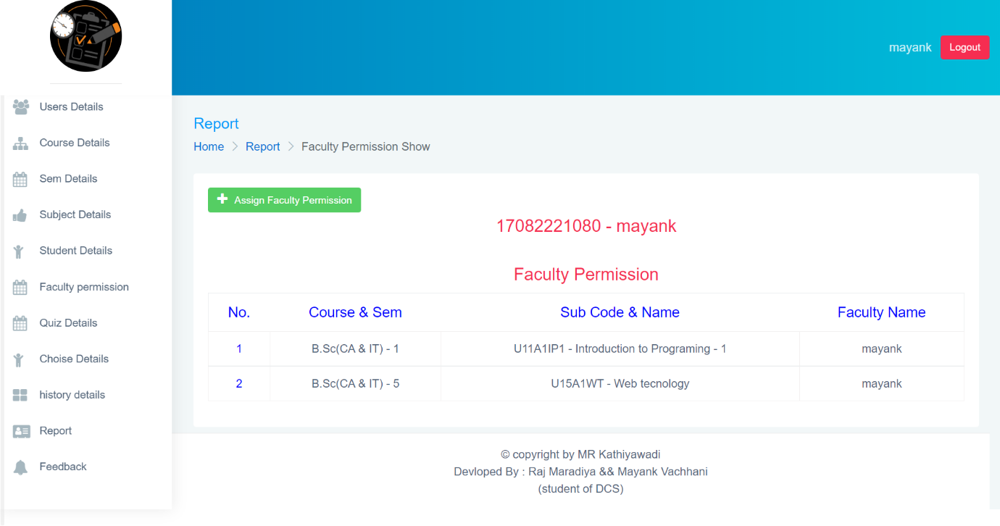 mayank Logout
Users Details
Course Details
Sem Details
Subject Details
Student Details
Faculty permission
Quiz Details
Choise Details
history details
Report
Feedback
Report
Home > Report > Faculty Permission Show
Assign Faculty Permission
17082221080 - mayank
Faculty Permission
No. Course & Sem Sub Code & Name Faculty Name
1 B.Sc(CA & IT) - 1 U11A1IP1 - Introduction to Programing - 1 mayank
2 B.Sc(CA & IT) - 5 U15A1WT - Web tecnology mayank
© copyright by MR Kathiyawadi
Devloped By : Raj Maradiya && Mayank Vachhani
(student of DCS)